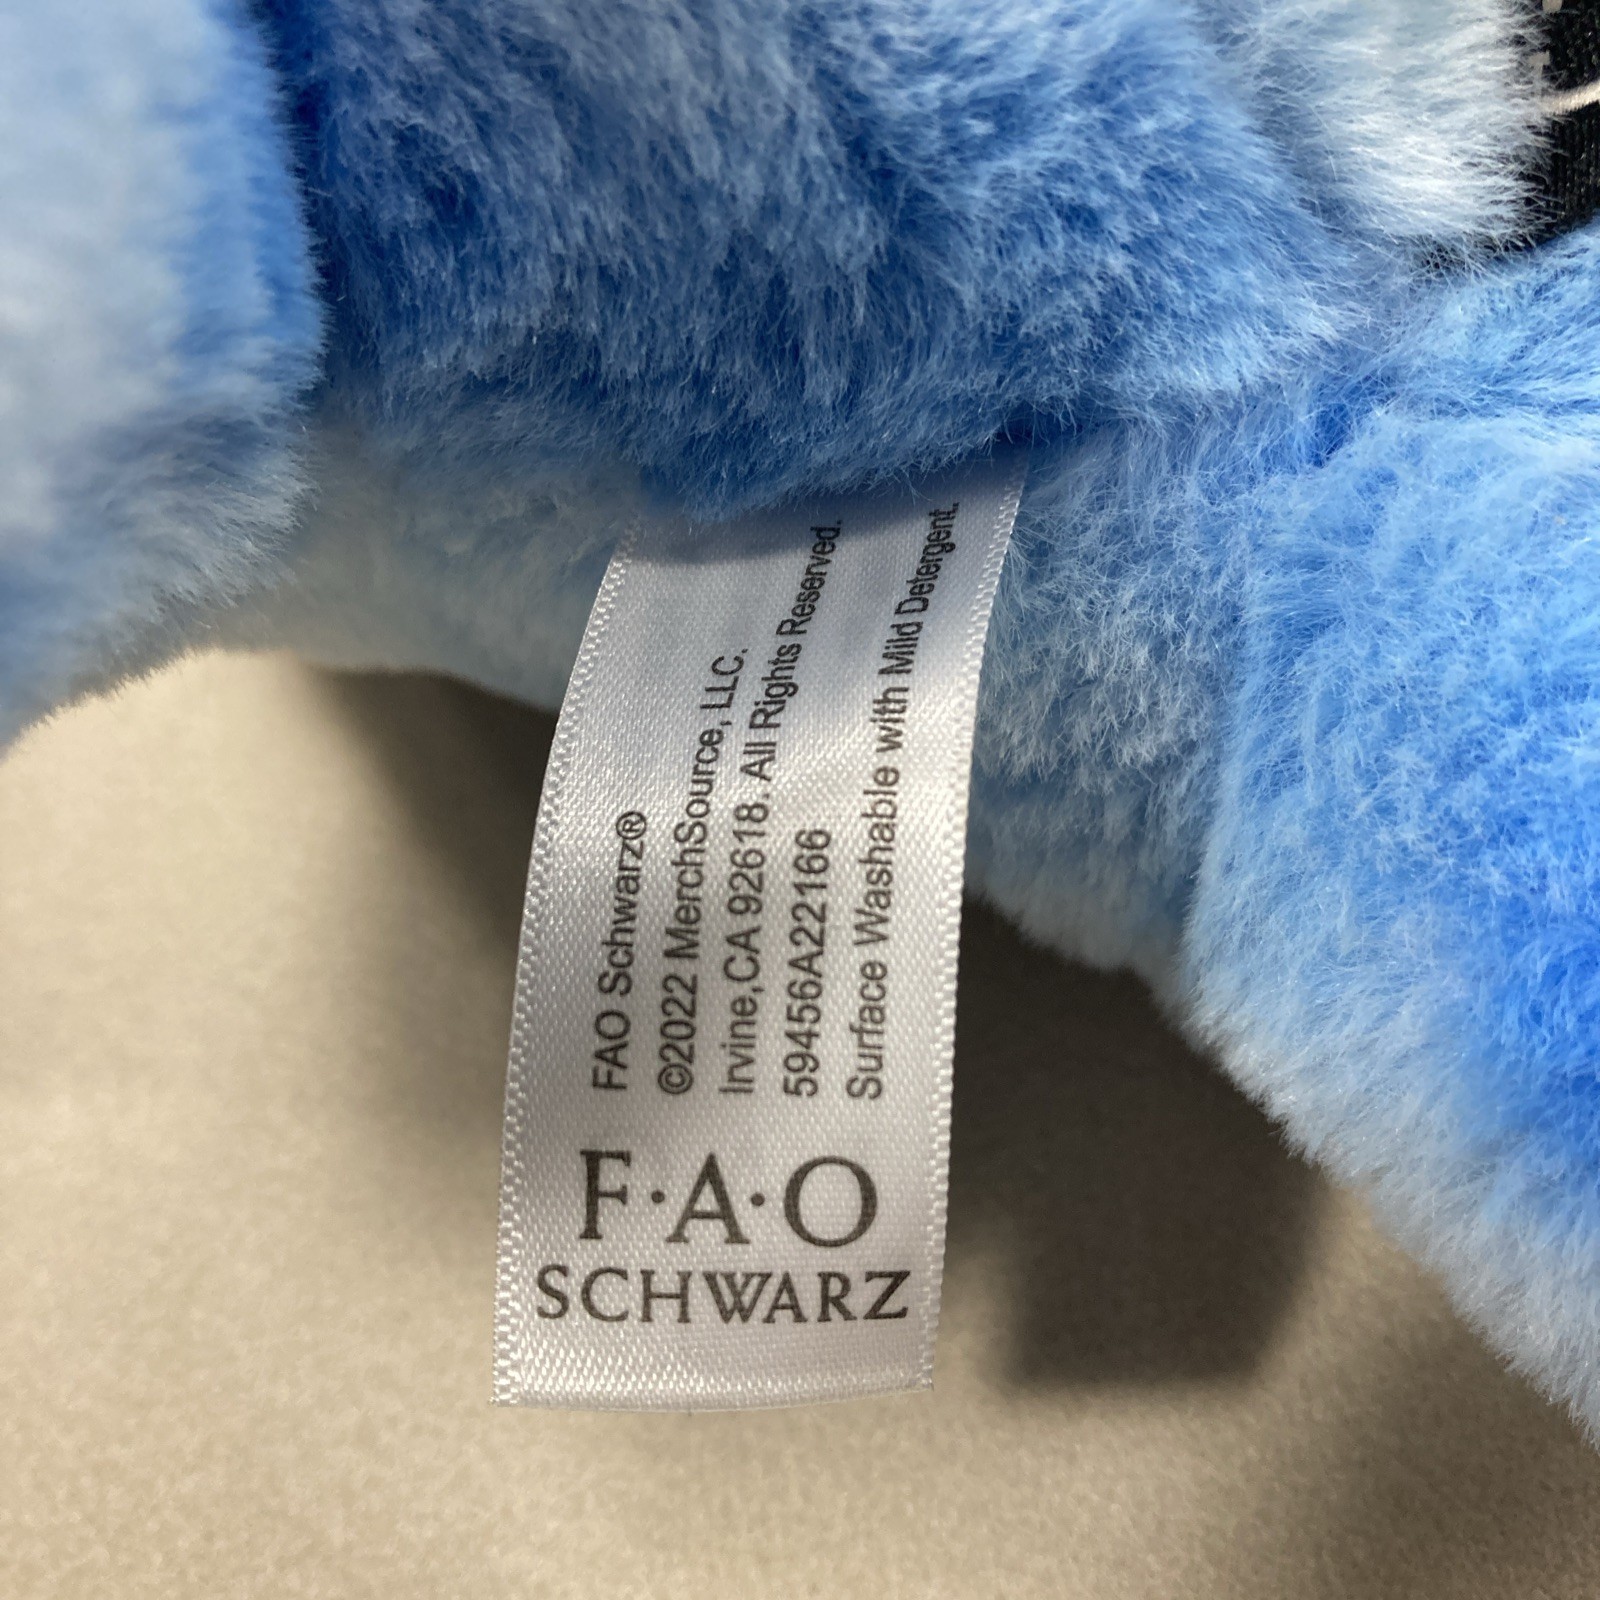 FAO Schwarz®
©2022 MerchSource, LLC.
Irvine, CA 92618. All Rights Reserved.
59456A22166
Surface Washable with Mild Detergent.
F·A·O
SCHWARZ